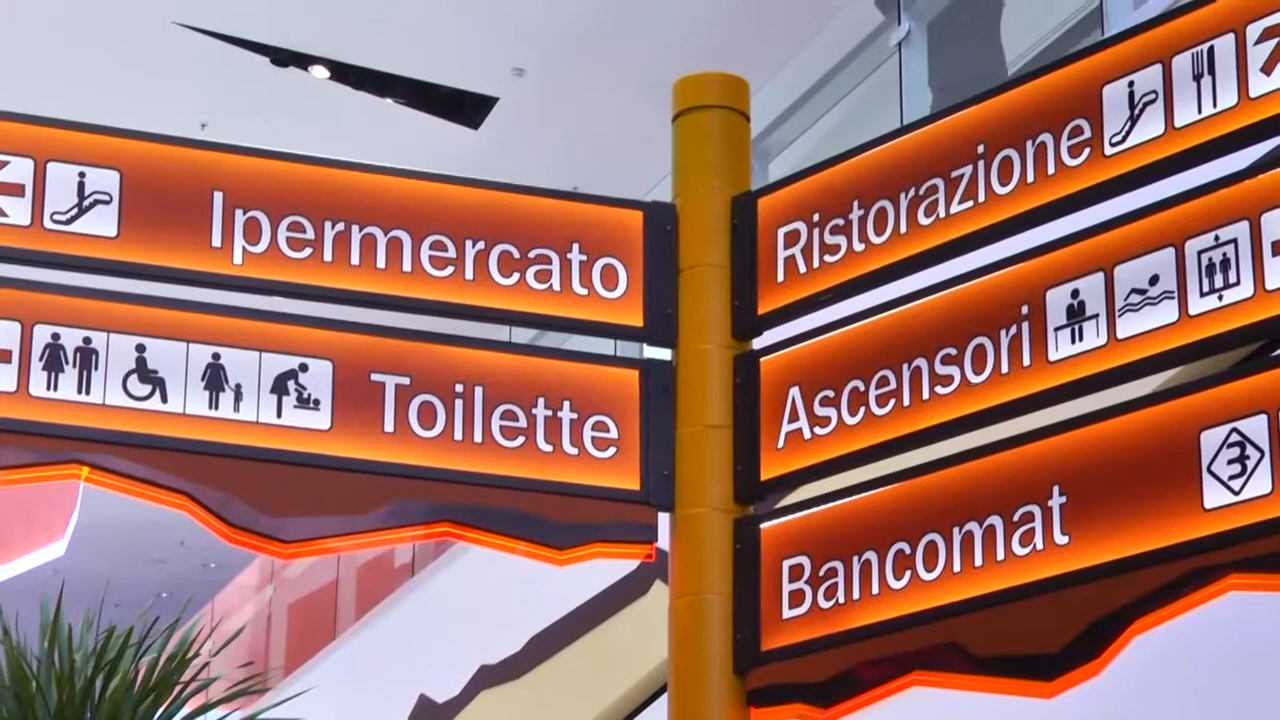 Ipermercato
Toilette
Ristorazione
Ascensori
Bancomat